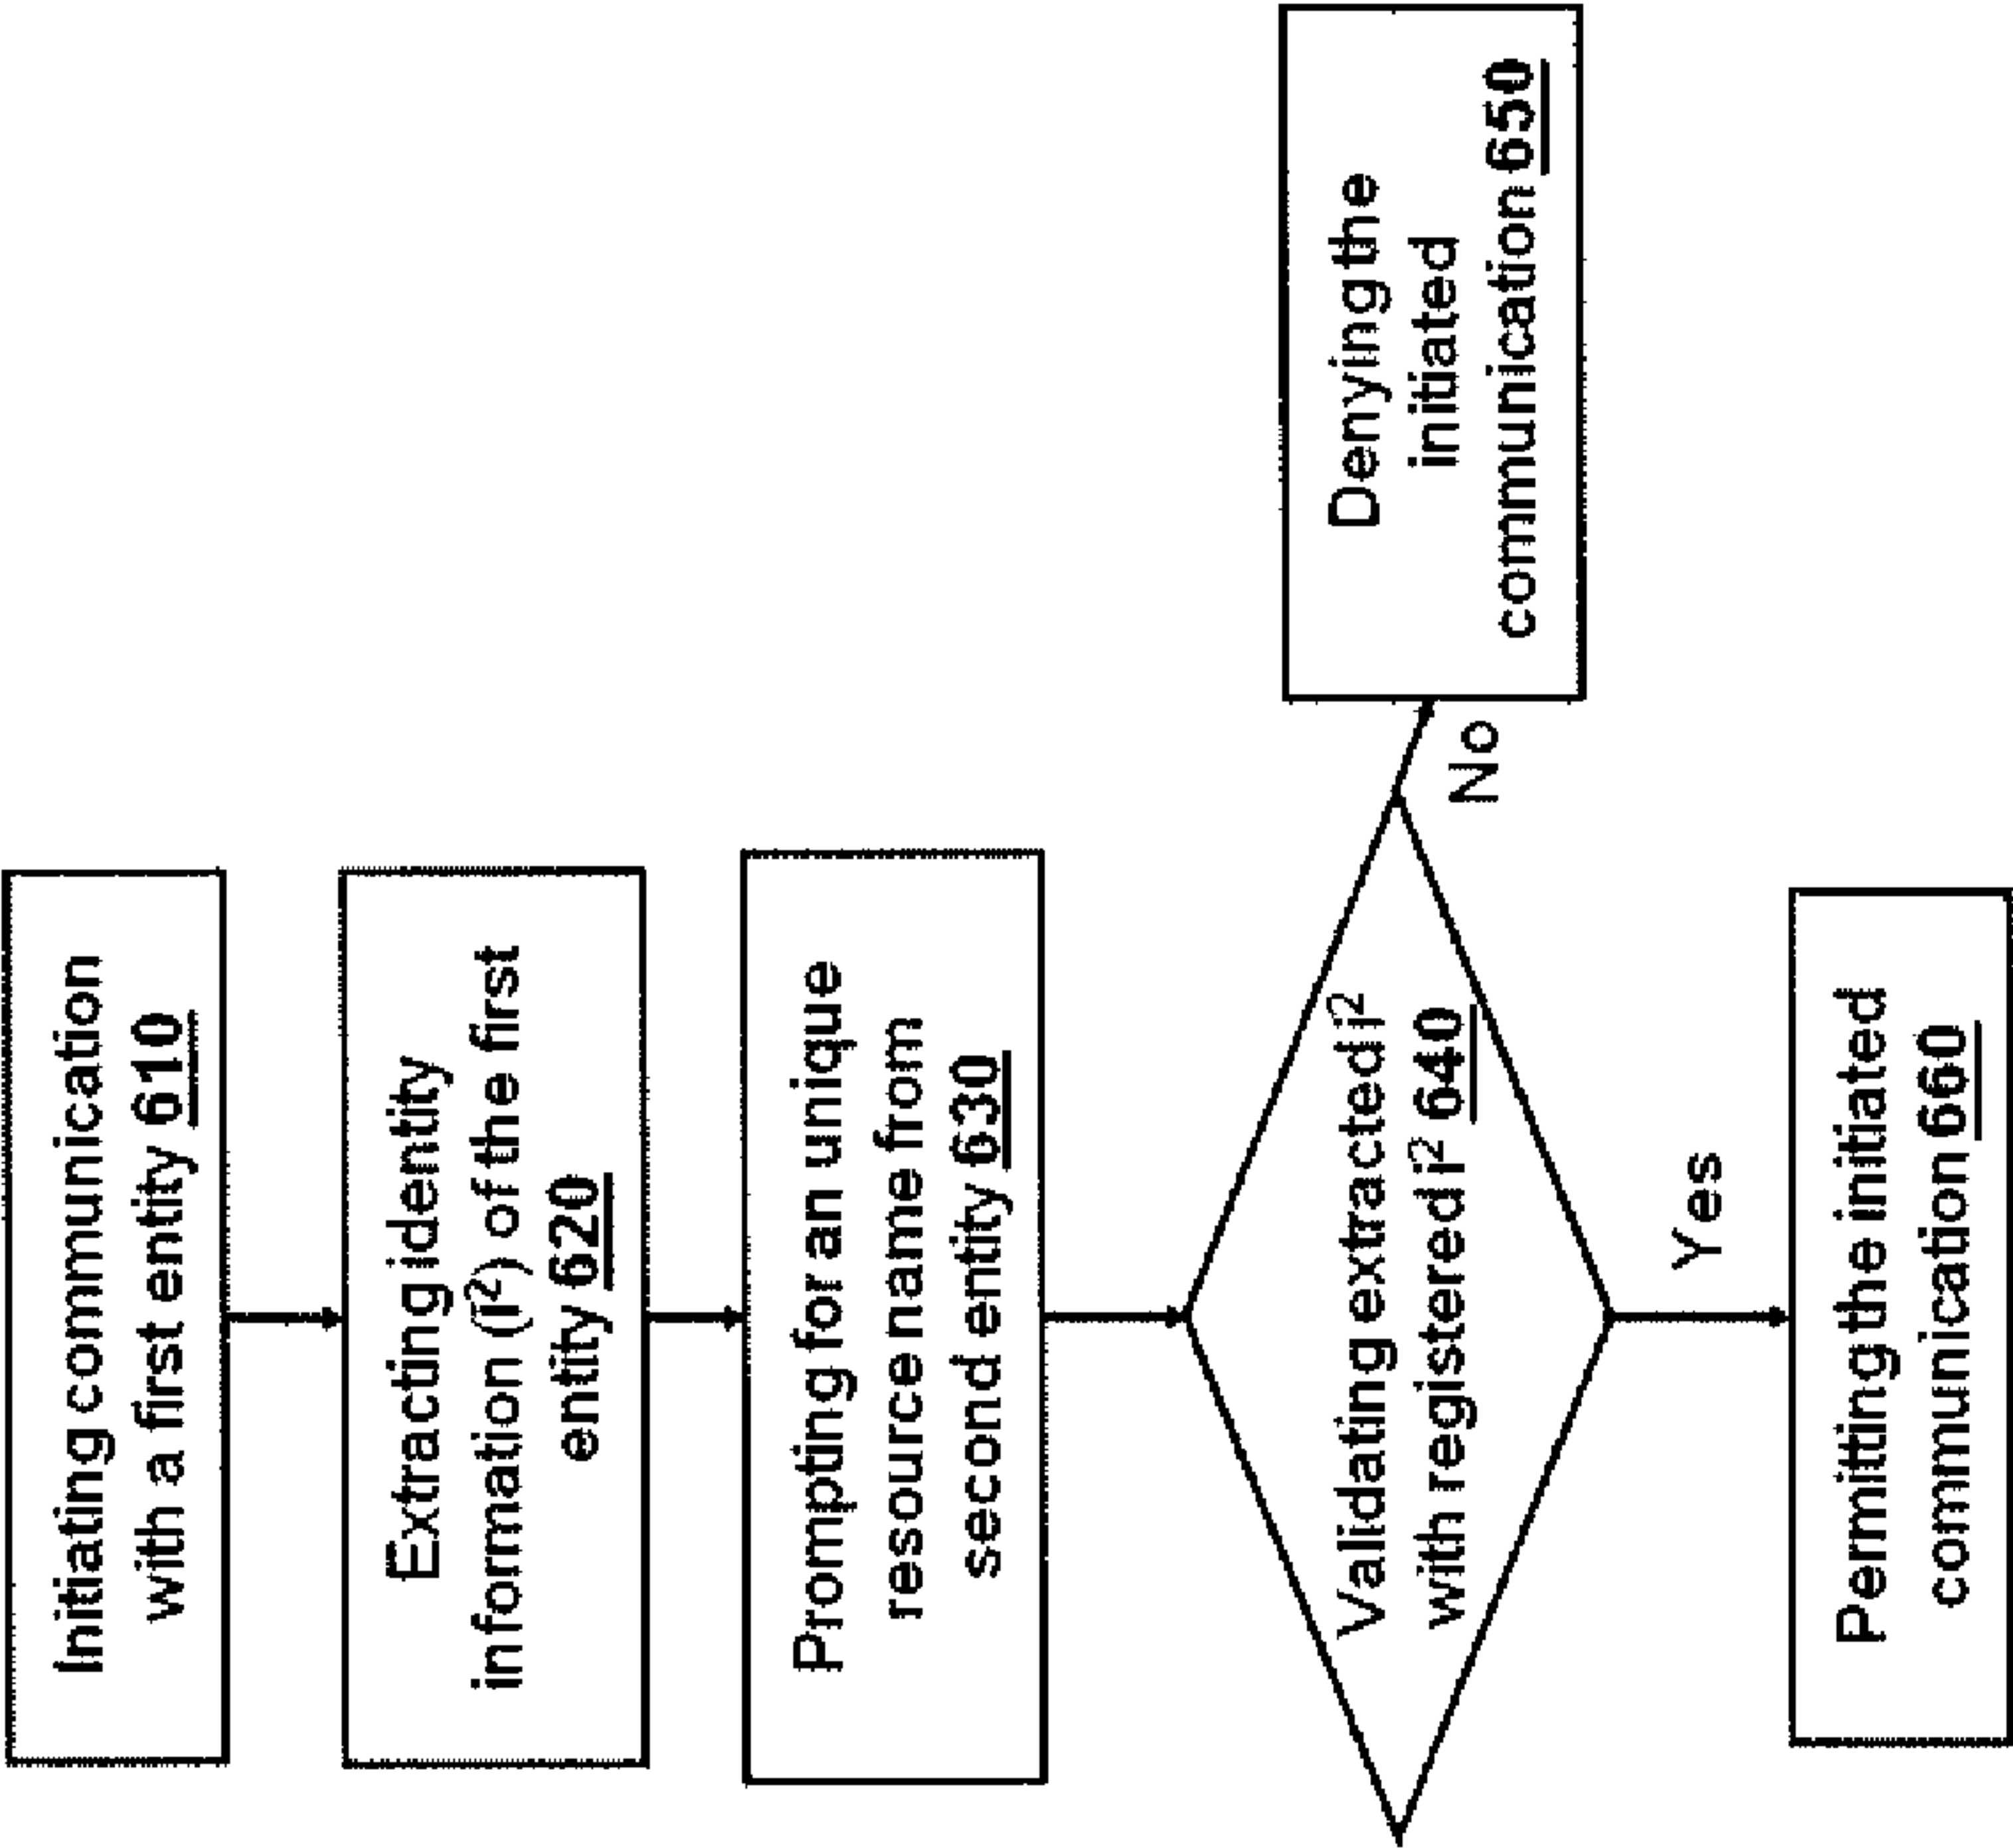 Initiating communication
with a first entity 610
Extracting identity
information (I²) of the first
entity 620
Prompting for an unique
resource name from
second entity 630
Validating extracted I²
with registered I² 640
No
Denying the
initiated
communication 650
Yes
Permitting the initiated
communication 660